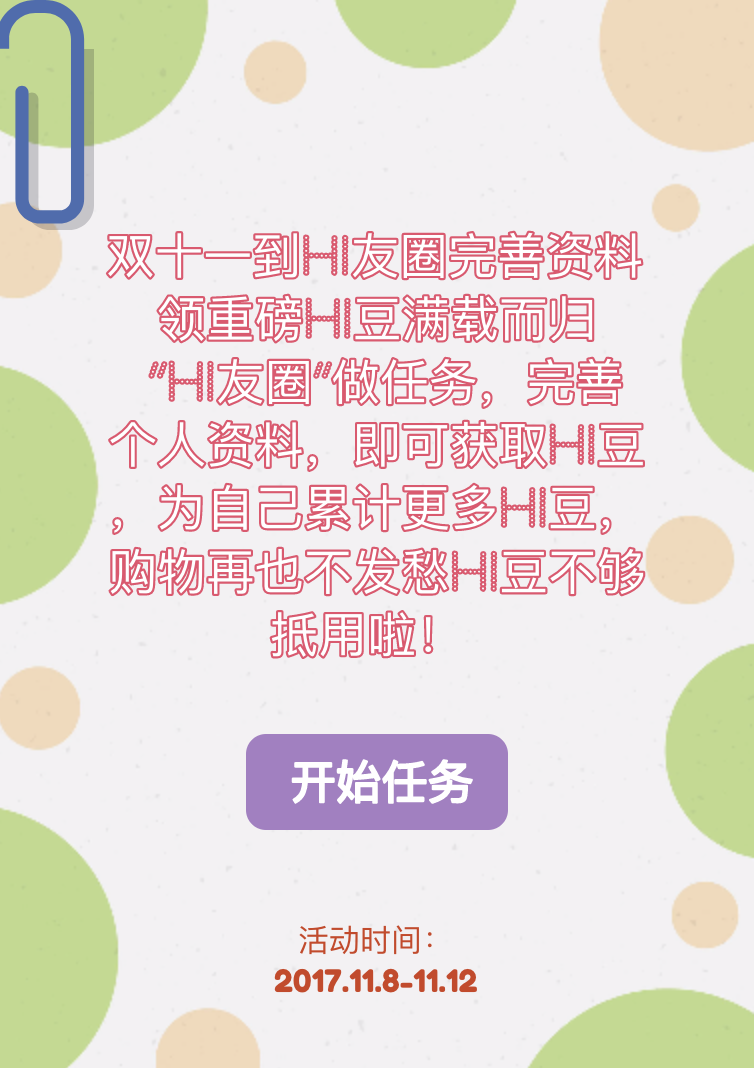 双十一到HI友圈完善资料
领重磅HI豆满载而归
"HI友圈"做任务，完善
个人资料，即可获取HI豆
，为自己累计更多HI豆，
购物再也不发愁HI豆不够
抵用啦！
开始任务
活动时间：
2017.11.8-11.12